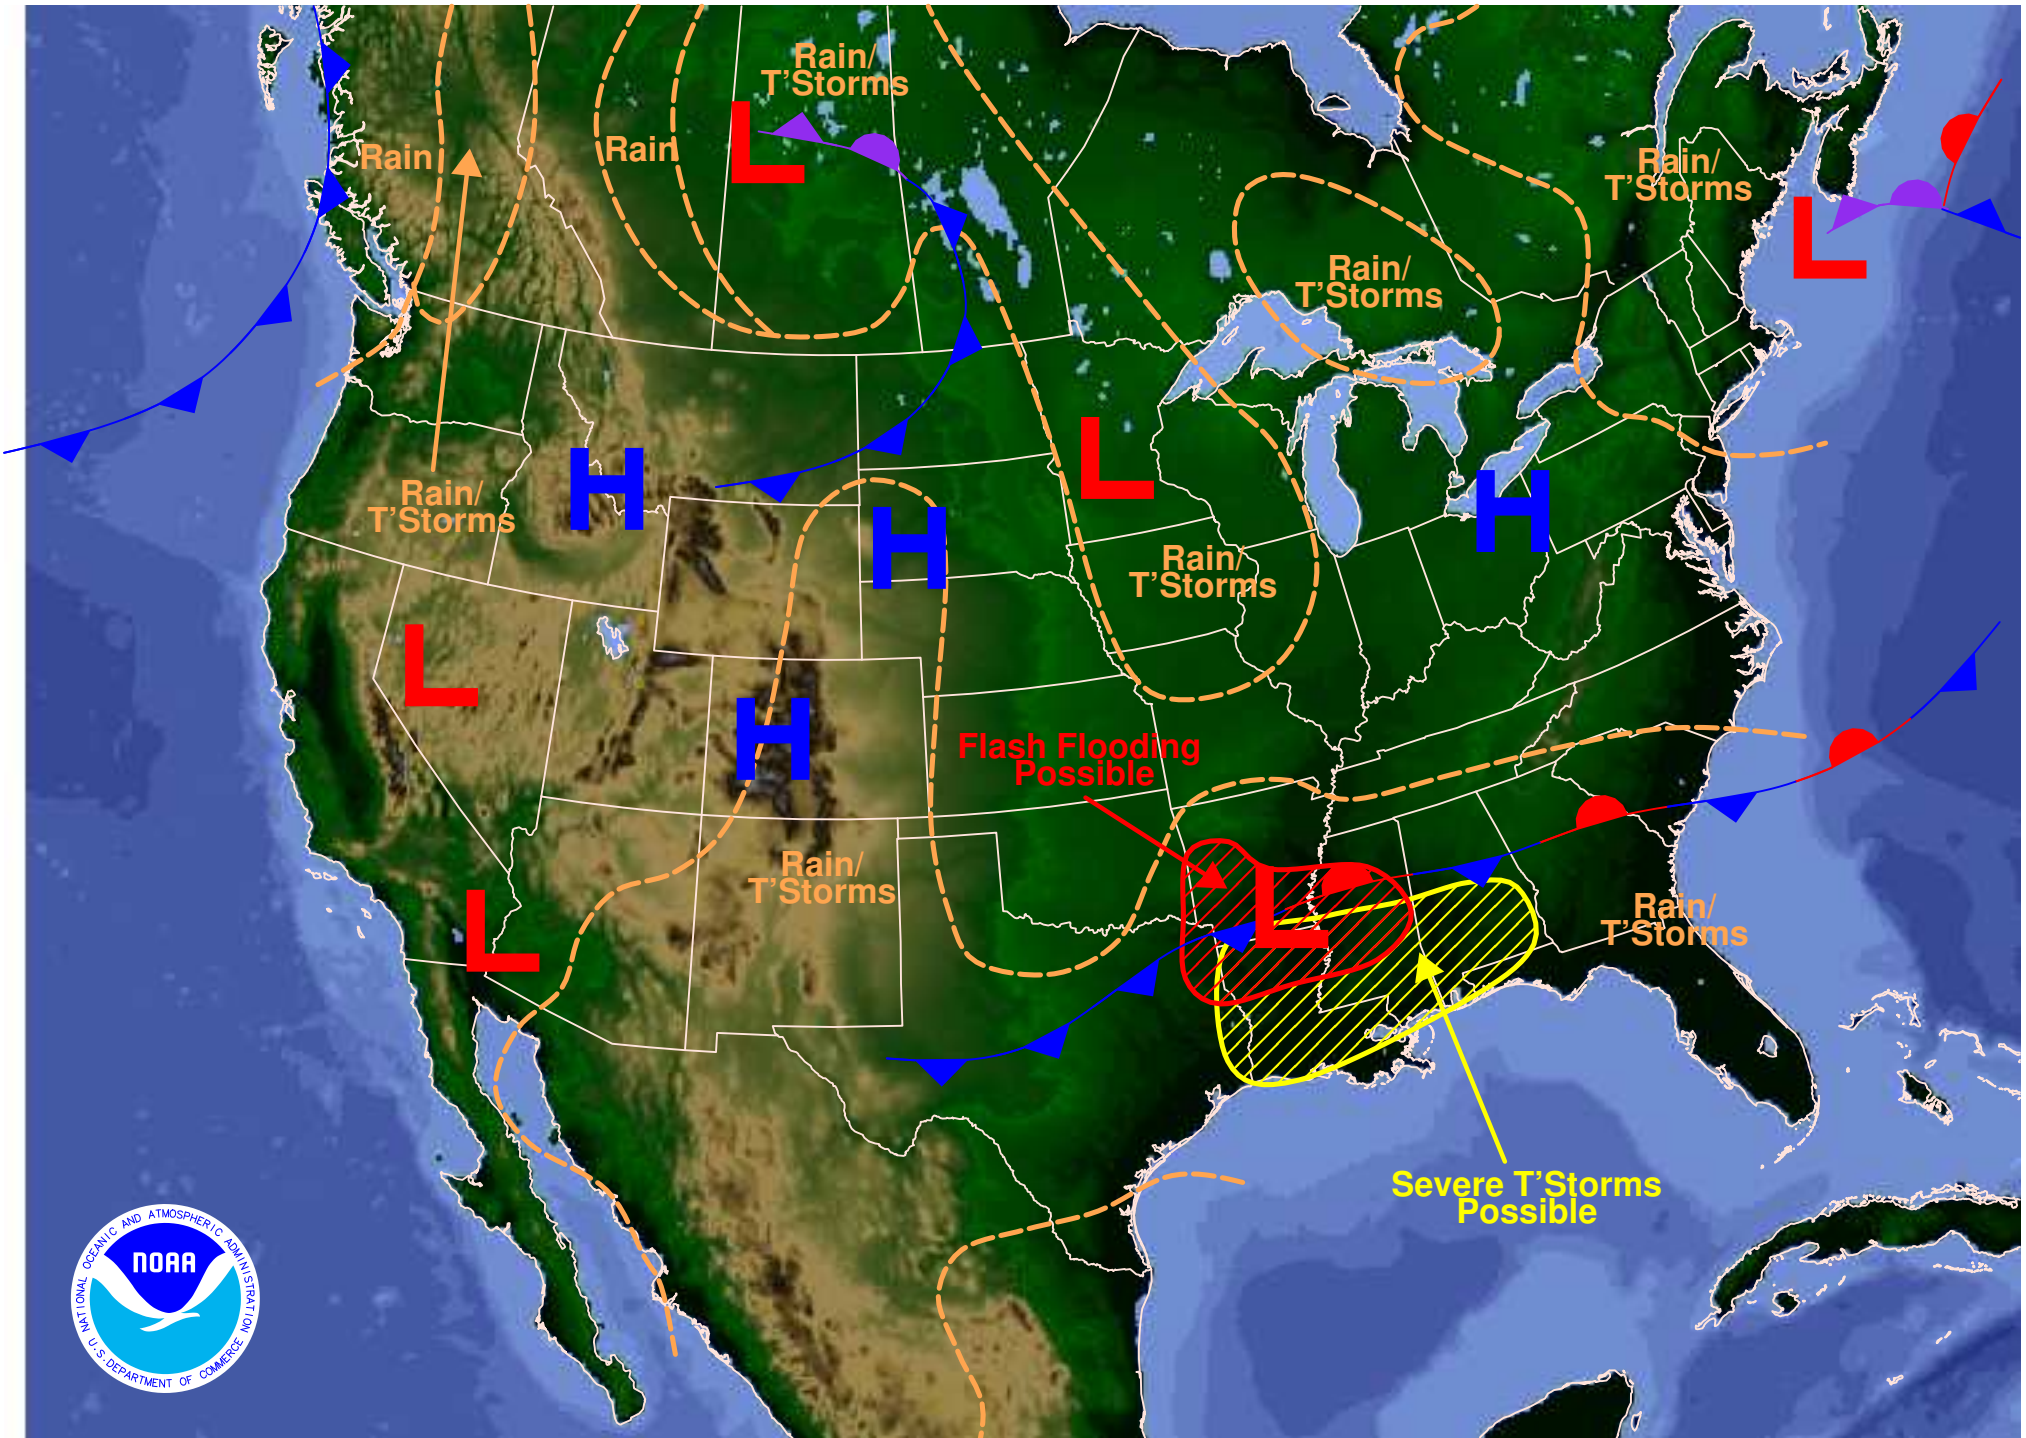 Rain/
T'Storms
Rain
Rain
L
Rain/
T'Storms
L
Rain/
T'Storms
L
H
H
H
Rain/
T'Storms
Rain/
T'Storms
L
H
Flash Flooding
Possible
Rain/
T'Storms
L
L
Rain/
T'Storms
Severe T'Storms
Possible
NATIONAL OCEANIC AND ATMOSPHERIC ADMINISTRATION
NOAA
U.S. DEPARTMENT OF COMMERCE